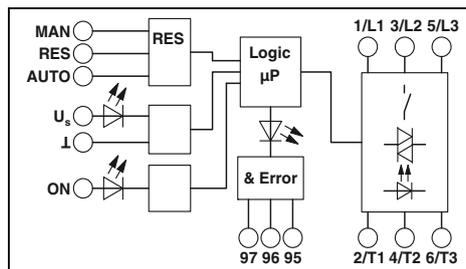 1/L1 3/L2 5/L3
MAN
RES
AUTO
RES
Logic
µP
Us
⊥
ON
& Error
97 96 95
2/T1 4/T2 6/T3